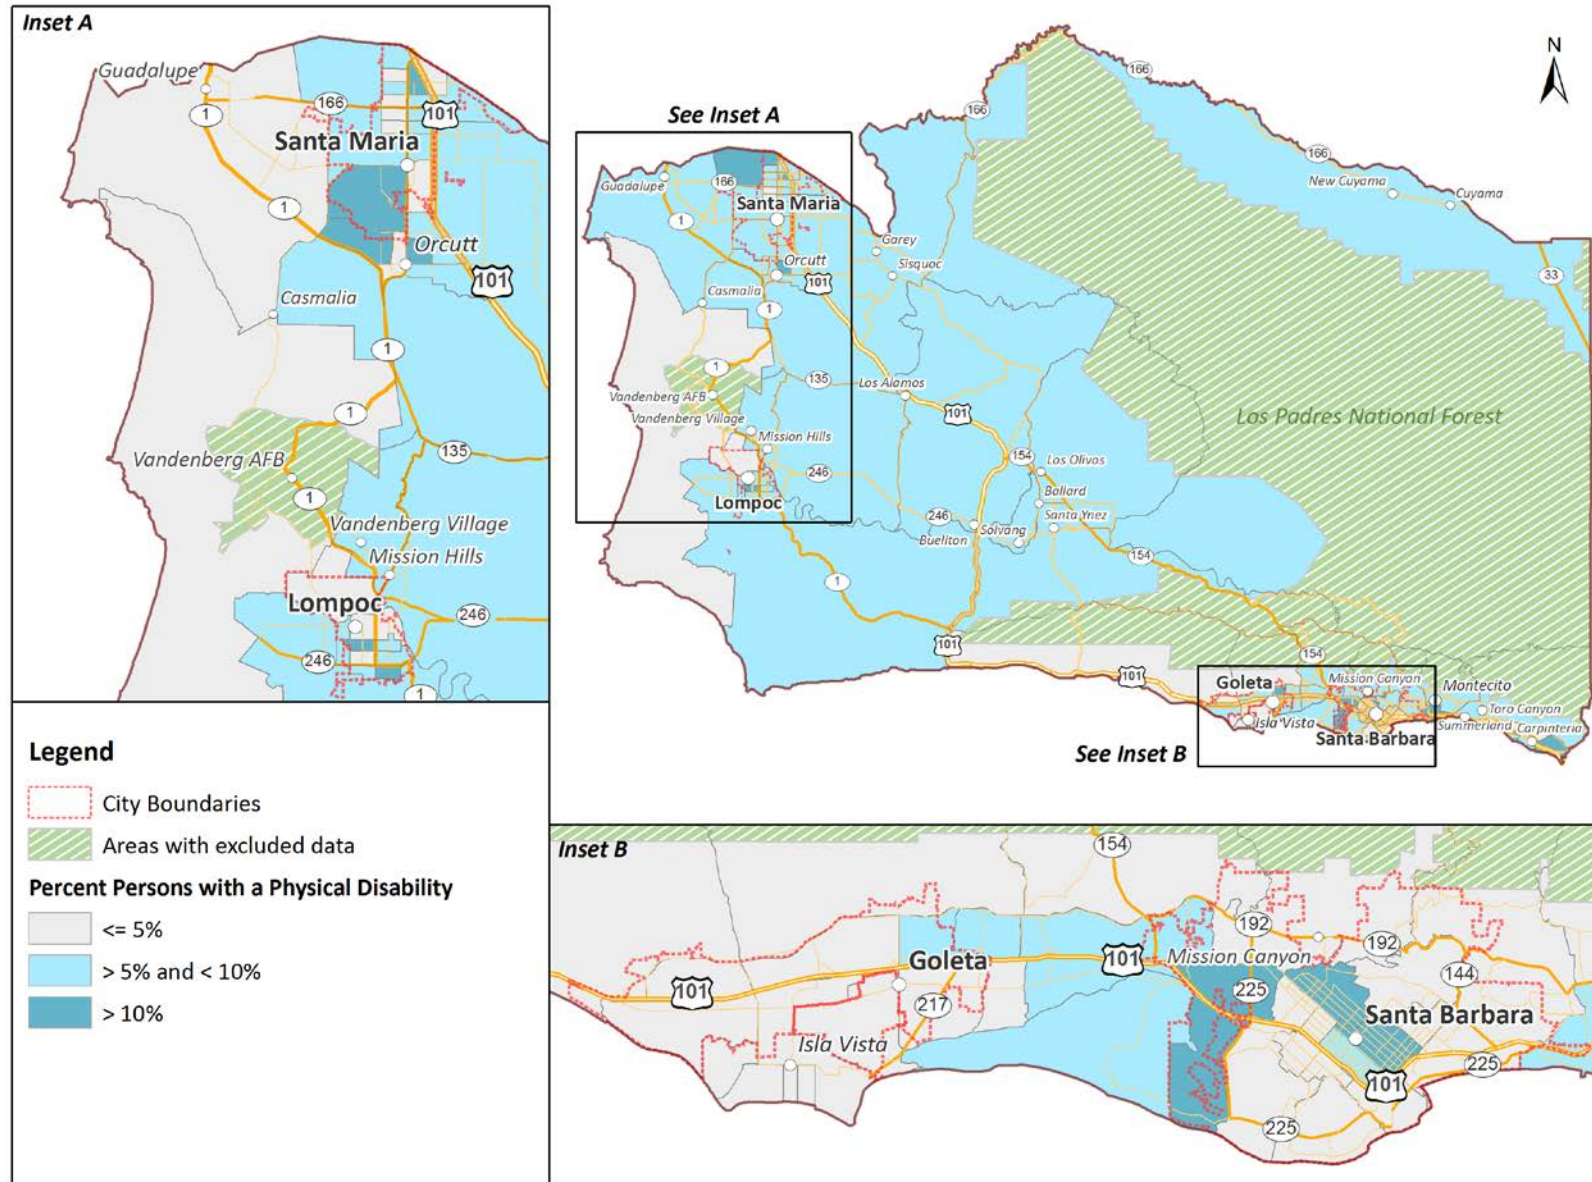 Inset A
Guadalupe
1
166
101
Santa Maria
1
Orcutt
101
Casmalia
1
1
Vandenberg AFB
135
1
Vandenberg Village
Mission Hills
Lompoc
246
246
1
Legend
City Boundaries
Areas with excluded data
Percent Persons with a Physical Disability
<= 5%
> 5% and < 10%
> 10%
N
See Inset A
166
166
166
New Cuyama
Cuyama
33
Guadalupe
166
Santa Maria
1
Garey
Sisquoc
Orcutt
101
Casmalia
1
1
135
Los Alamos
Vandenberg AFB
Vandenberg Village
101
Los Padres National Forest
Mission Hills
154
Los Olivos
246
Ballard
Lompoc
246
Santa Ynez
Solvang
Buellton
154
1
101
154
101
Goleta
Mission Canyon
Montecito
Toro Canyon
Isla Vista
Summerland
Carpinteria
Santa Barbara
See Inset B
Inset B
154
192
192
Mission Canyon
101
Goleta
144
101
225
217
Santa Barbara
Isla Vista
225
101
225